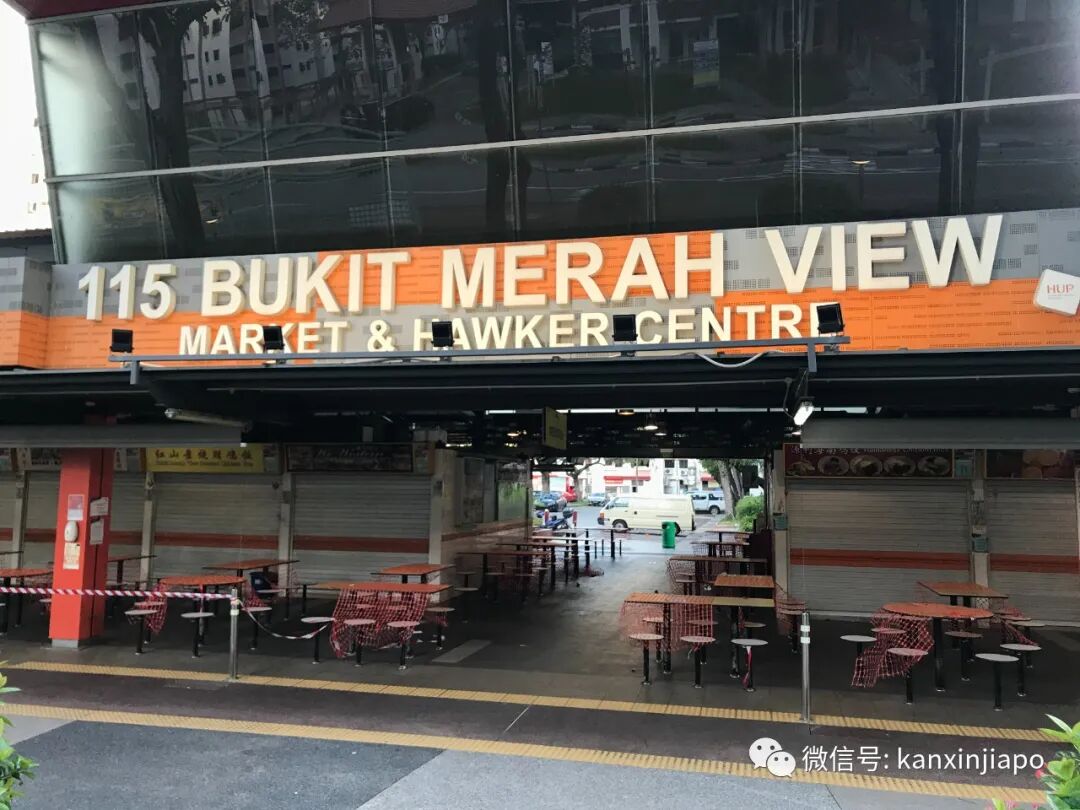 115 BUKIT MERAH VIEW
HUP
MARKET & HAWKER CENTRE
微信号: kanxinjiapo